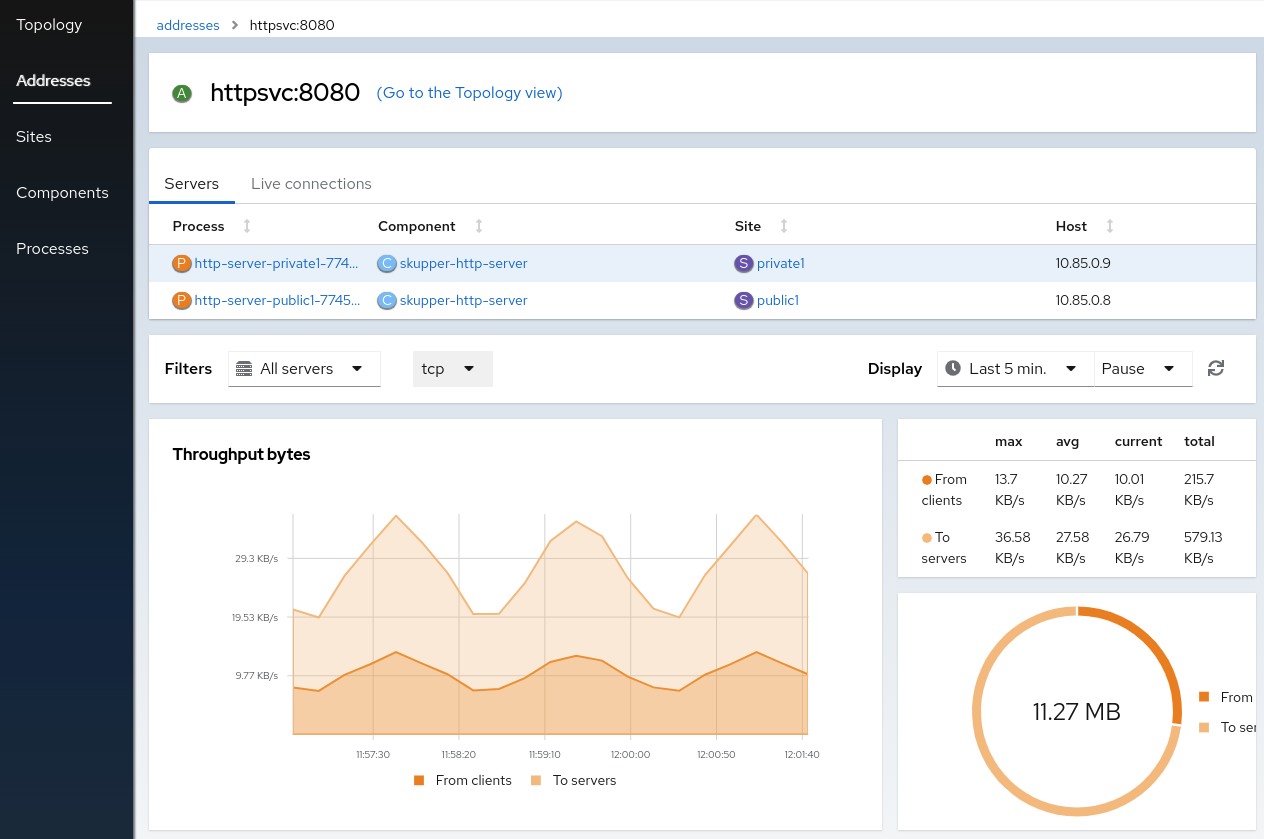 Topology
Addresses
Sites
Components
Processes
addresses > httpsvc:8080
A httpsvc:8080 (Go to the Topology view)
Servers Live connections
Process Component Site Host
P http-server-private1-774... C skupper-http-server S private1 10.85.0.9
P http-server-public1-7745... C skupper-http-server S public1 10.85.0.8
Filters All servers tcp Display Last 5 min. Pause
Throughput bytes
29.3 KB/s
19.53 KB/s
9.77 KB/s
11:57:30 11:58:20 11:59:10 12:00:00 12:00:50 12:01:40
From clients To servers
max avg current total
From 13.7 10.27 10.01 215.7
clients KB/s KB/s KB/s KB/s
To 36.58 27.58 26.79 579.13
servers KB/s KB/s KB/s KB/s
11.27 MB
From
To ser